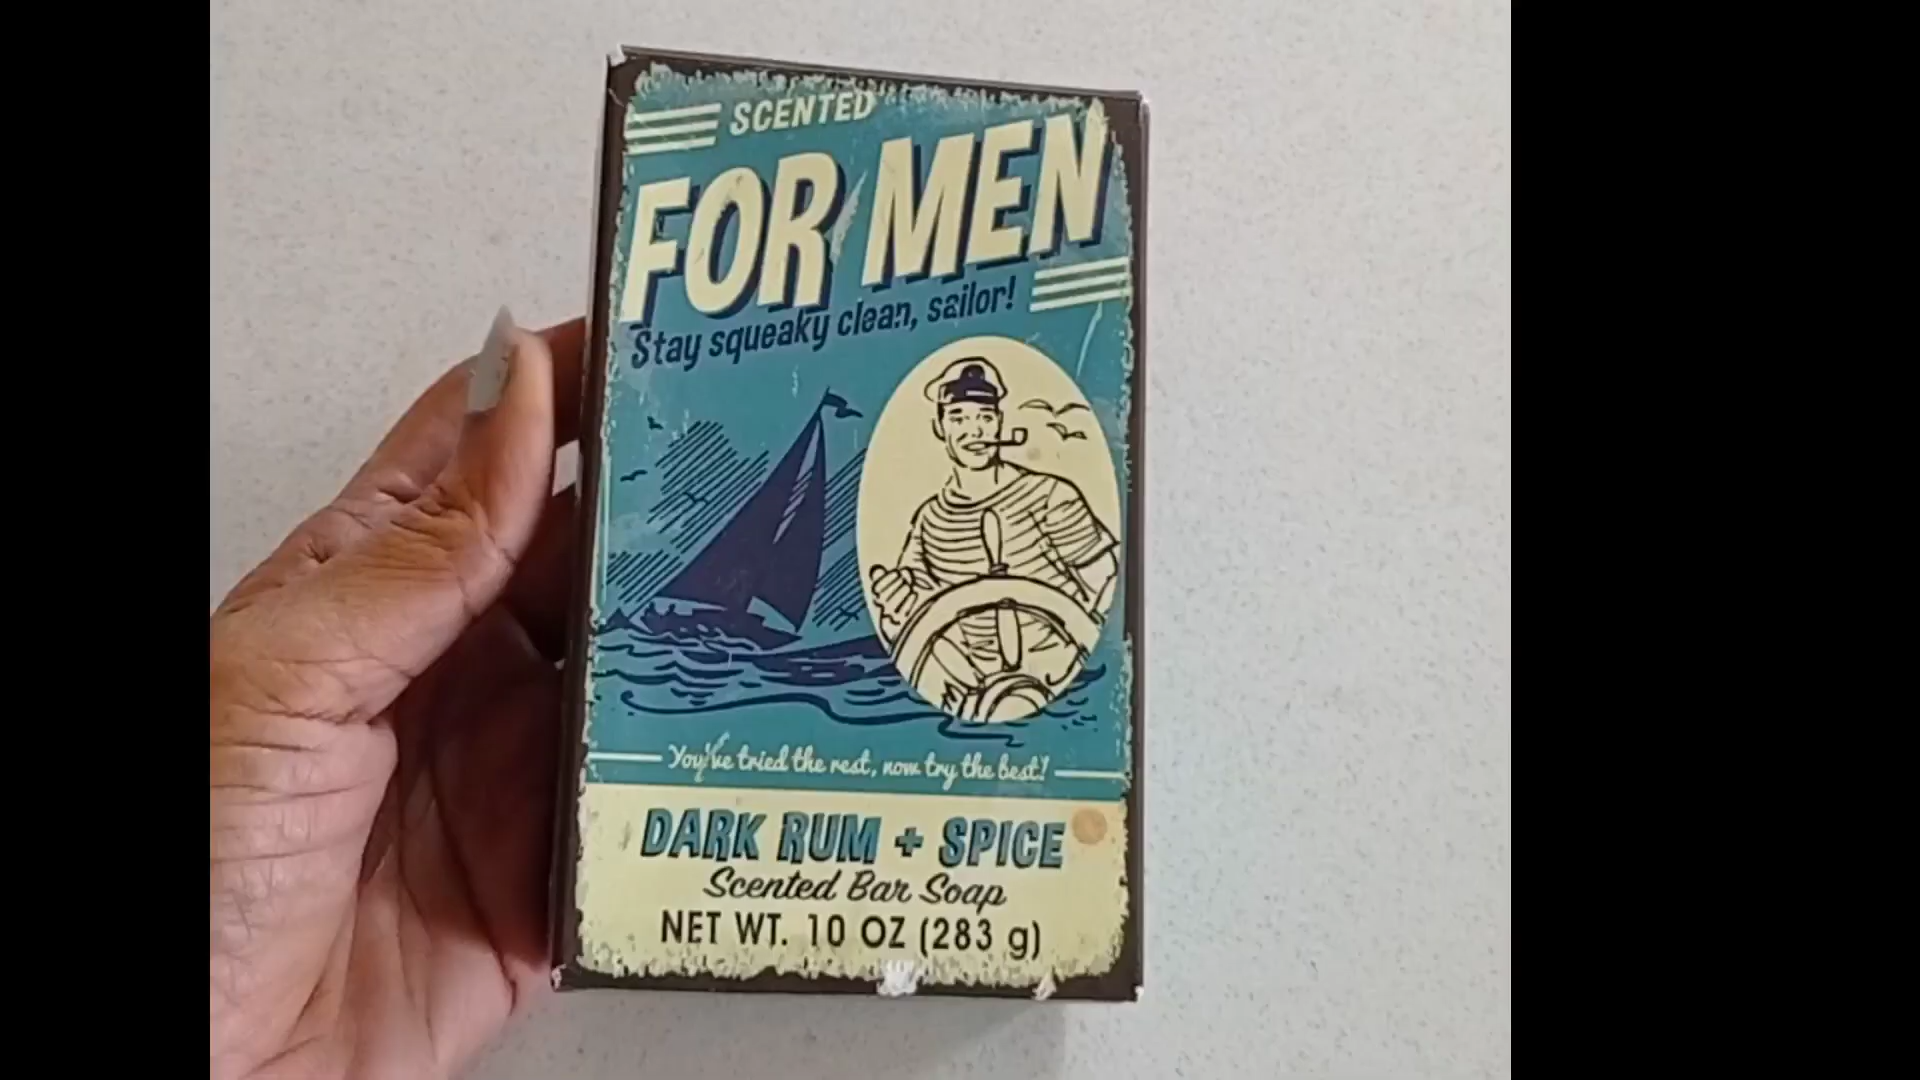 SCENTED
FOR MEN
Stay squeaky clean, sailor!
You've tried the rest, now try the best!
DARK RUM + SPICE
Scented Bar Soap
NET WT. 10 OZ (283 g)